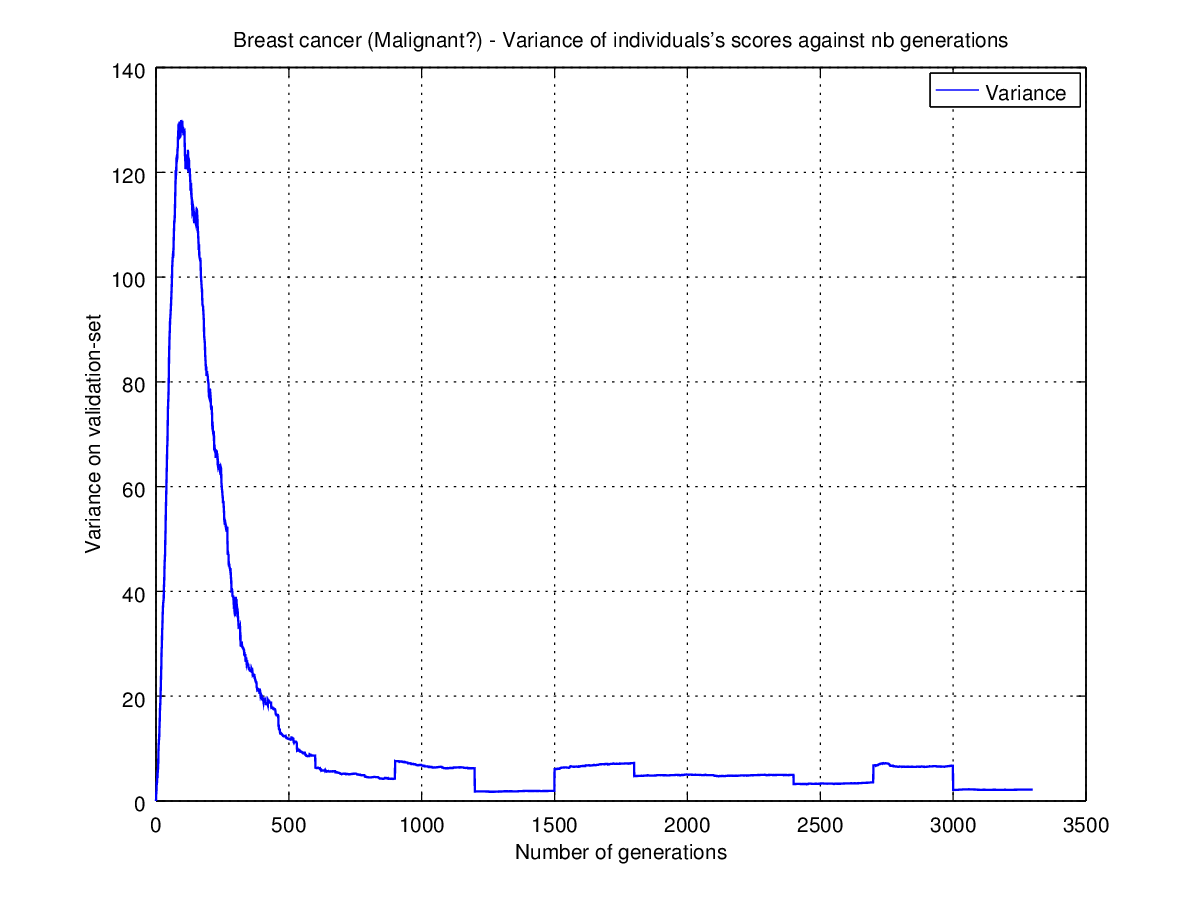 Breast cancer (Malignant?) - Variance of individuals's scores against nb generations
140
120
100
80
60
40
20
0
Variance on validation-set
Variance
0 500 1000 1500 2000 2500 3000 3500
Number of generations